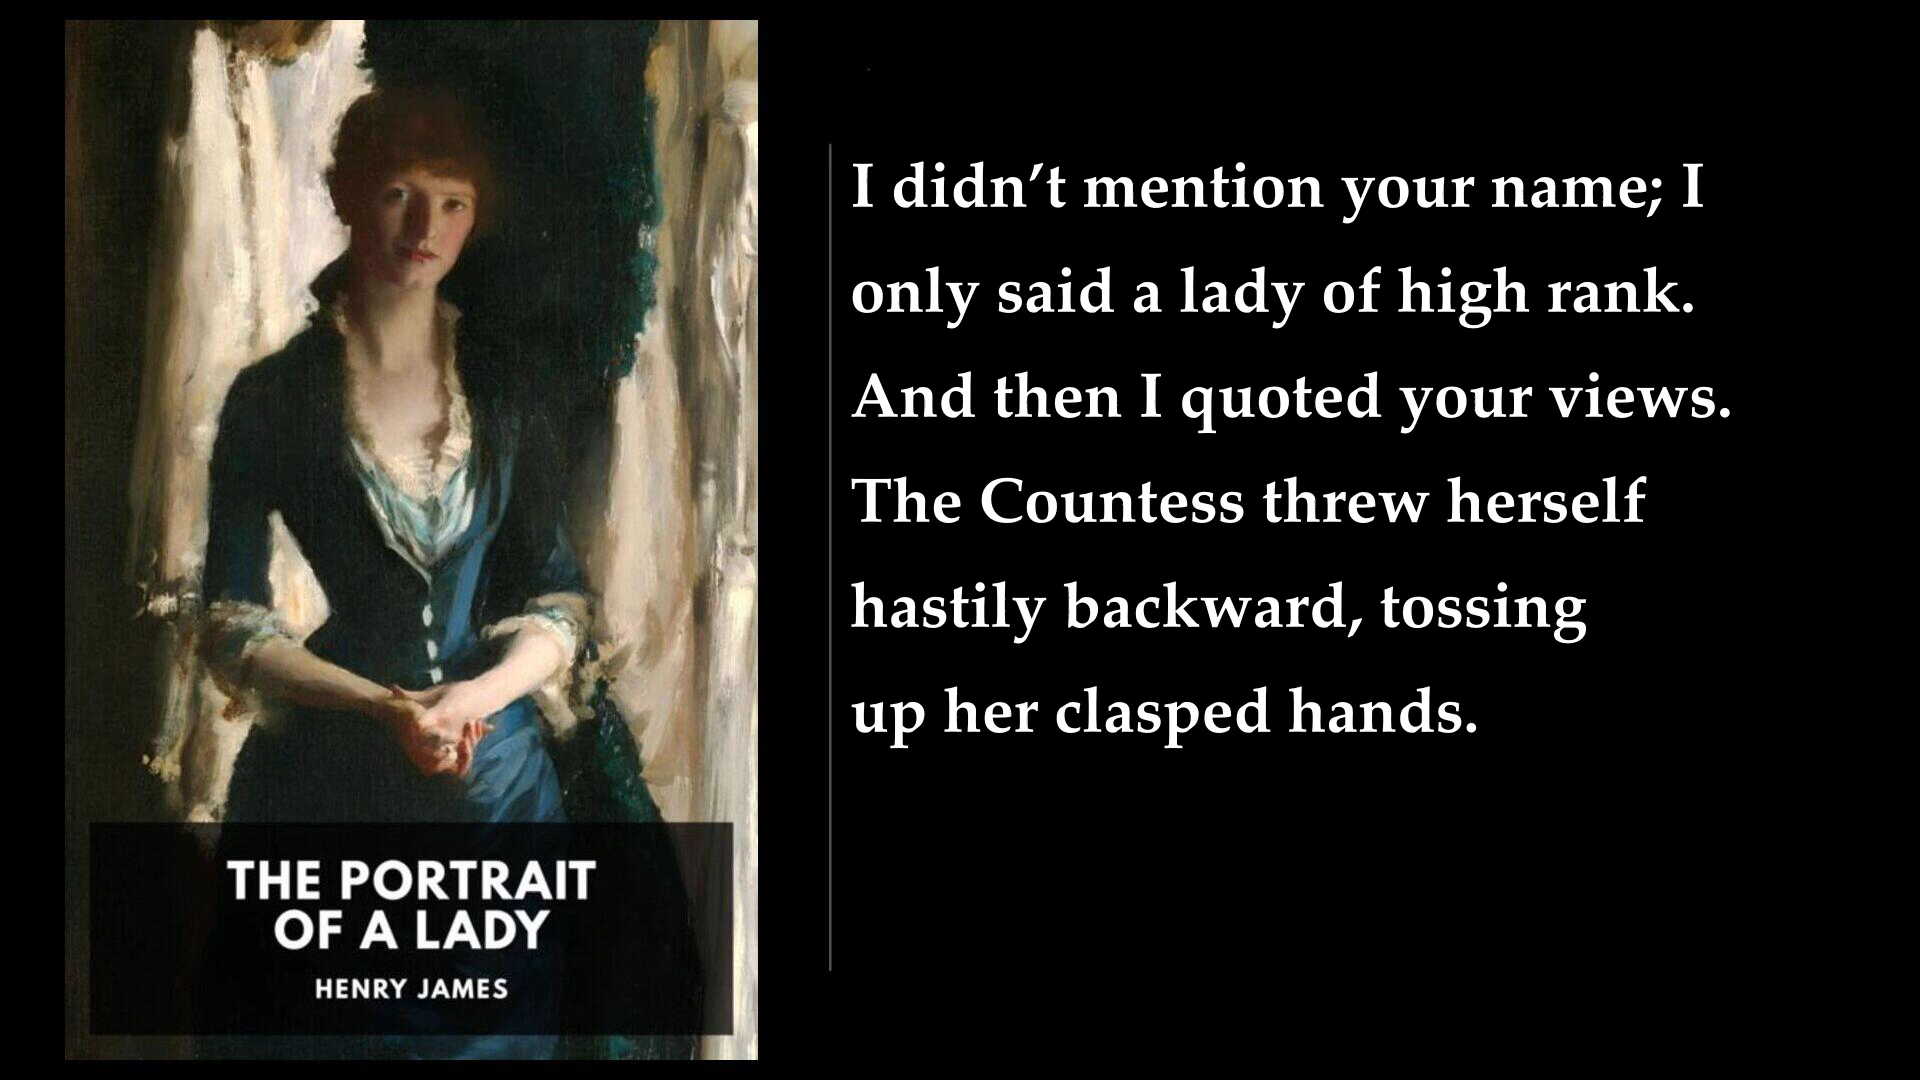 I didn’t mention your name; I
only said a lady of high rank.
And then I quoted your views.
The Countess threw herself
hastily backward, tossing
up her clasped hands.
THE PORTRAIT
OF A LADY
HENRY JAMES